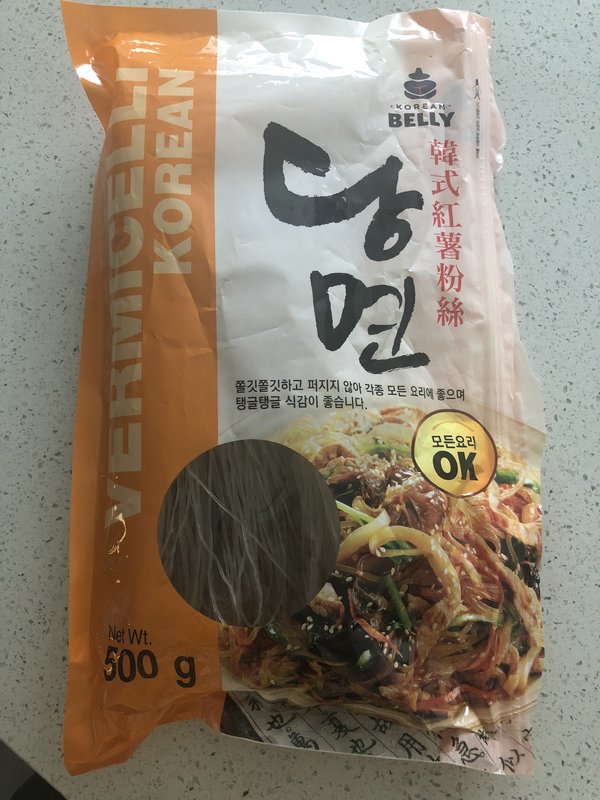 VERMICELLI
KOREAN
·KOREAN·
BELLY
당면
韓式紅薯粉絲
쫄깃쫄깃하고 퍼지지 않아 각종 모든 요리에 좋으며
탱글탱글 식감이 좋습니다.
모든요리
OK
Net Wt.
500 g